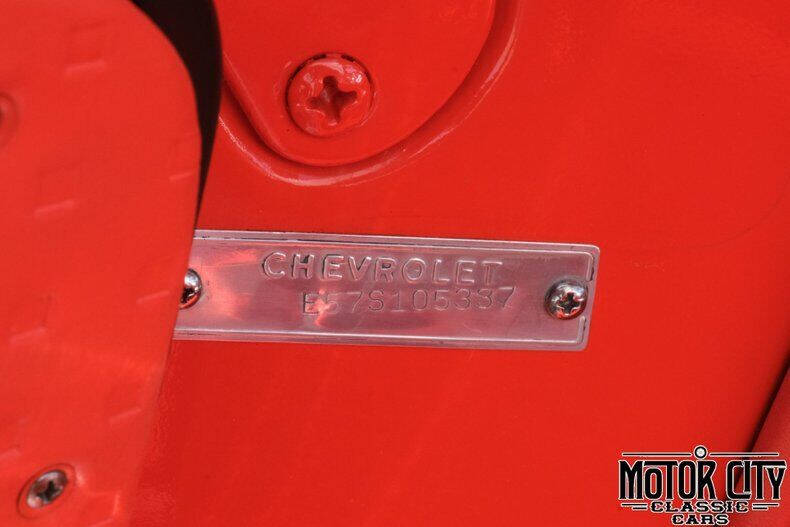 CHEVROLET
E57S105337
MOTOR CITY
CLASSIC
CARS